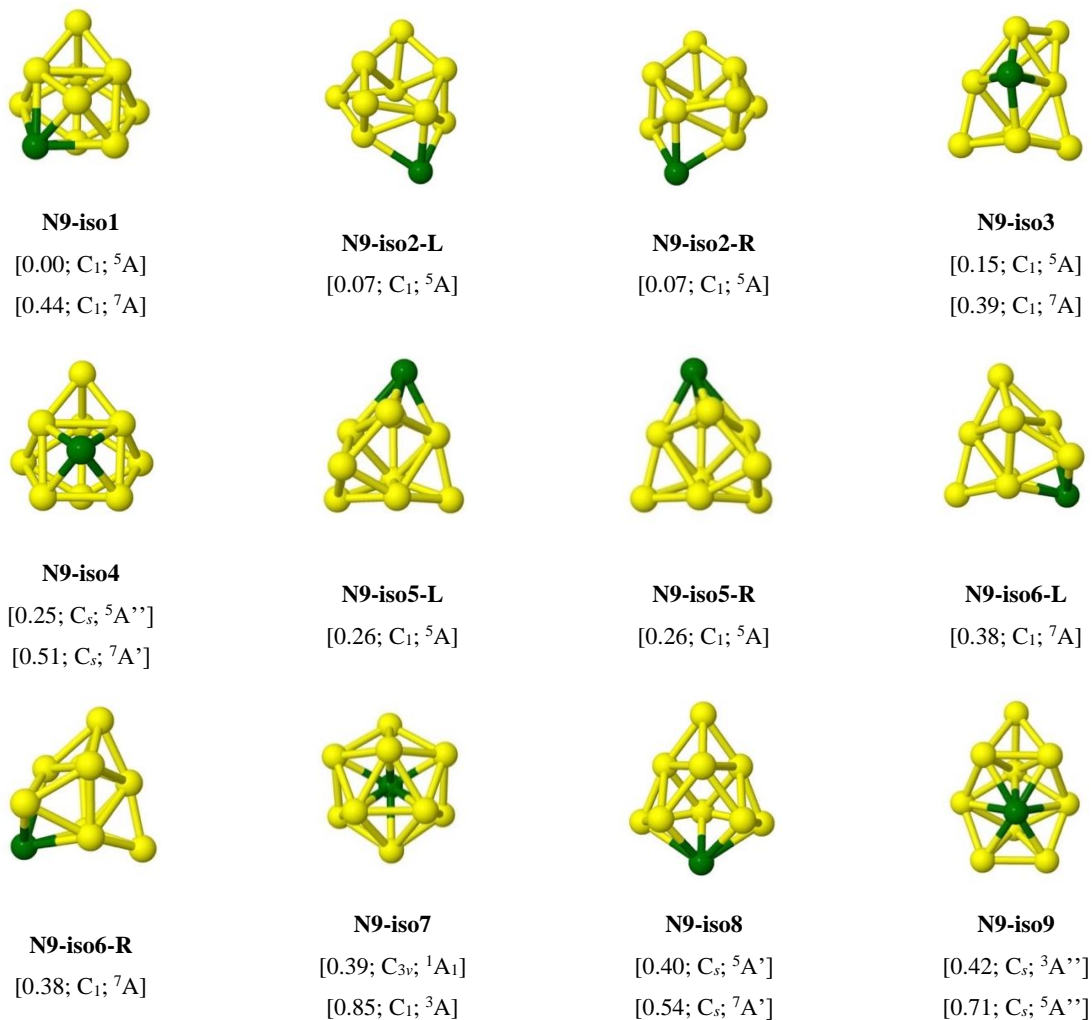 N9-iso1
[0.00; C₁; ⁵A]
[0.44; C₁; ⁷A]
N9-iso2-L
[0.07; C₁; ⁵A]
N9-iso2-R
[0.07; C₁; ⁵A]
N9-iso3
[0.15; C₁; ⁵A]
[0.39; C₁; ⁷A]
N9-iso4
[0.25; Cₛ; ⁵A’’]
[0.51; Cₛ; ⁷A’]
N9-iso5-L
[0.26; C₁; ⁵A]
N9-iso5-R
[0.26; C₁; ⁵A]
N9-iso6-L
[0.38; C₁; ⁷A]
N9-iso6-R
[0.38; C₁; ⁷A]
N9-iso7
[0.39; C₃ᵥ; ¹A₁]
[0.85; C₁; ³A]
N9-iso8
[0.40; Cₛ; ⁵A’]
[0.54; Cₛ; ⁷A’]
N9-iso9
[0.42; Cₛ; ³A’’]
[0.71; Cₛ; ⁵A’’]